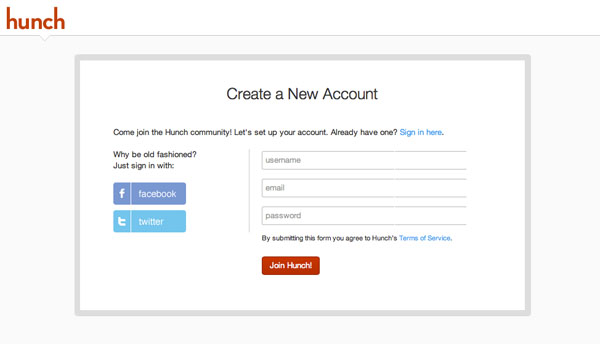 hunch
Create a New Account
Come join the Hunch community! Let's set up your account. Already have one? Sign in here.
Why be old fashioned?
Just sign in with:
facebook
twitter
username
email
password
By submitting this form you agree to Hunch's Terms of Service.
Join Hunch!